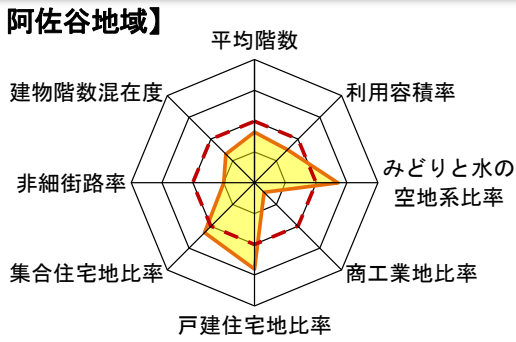 阿佐谷地域】
平均階数
建物階数混在度
利用容積率
非細街路率
みどりと水の
空地系比率
集合住宅地比率
商工業地比率
戸建住宅地比率